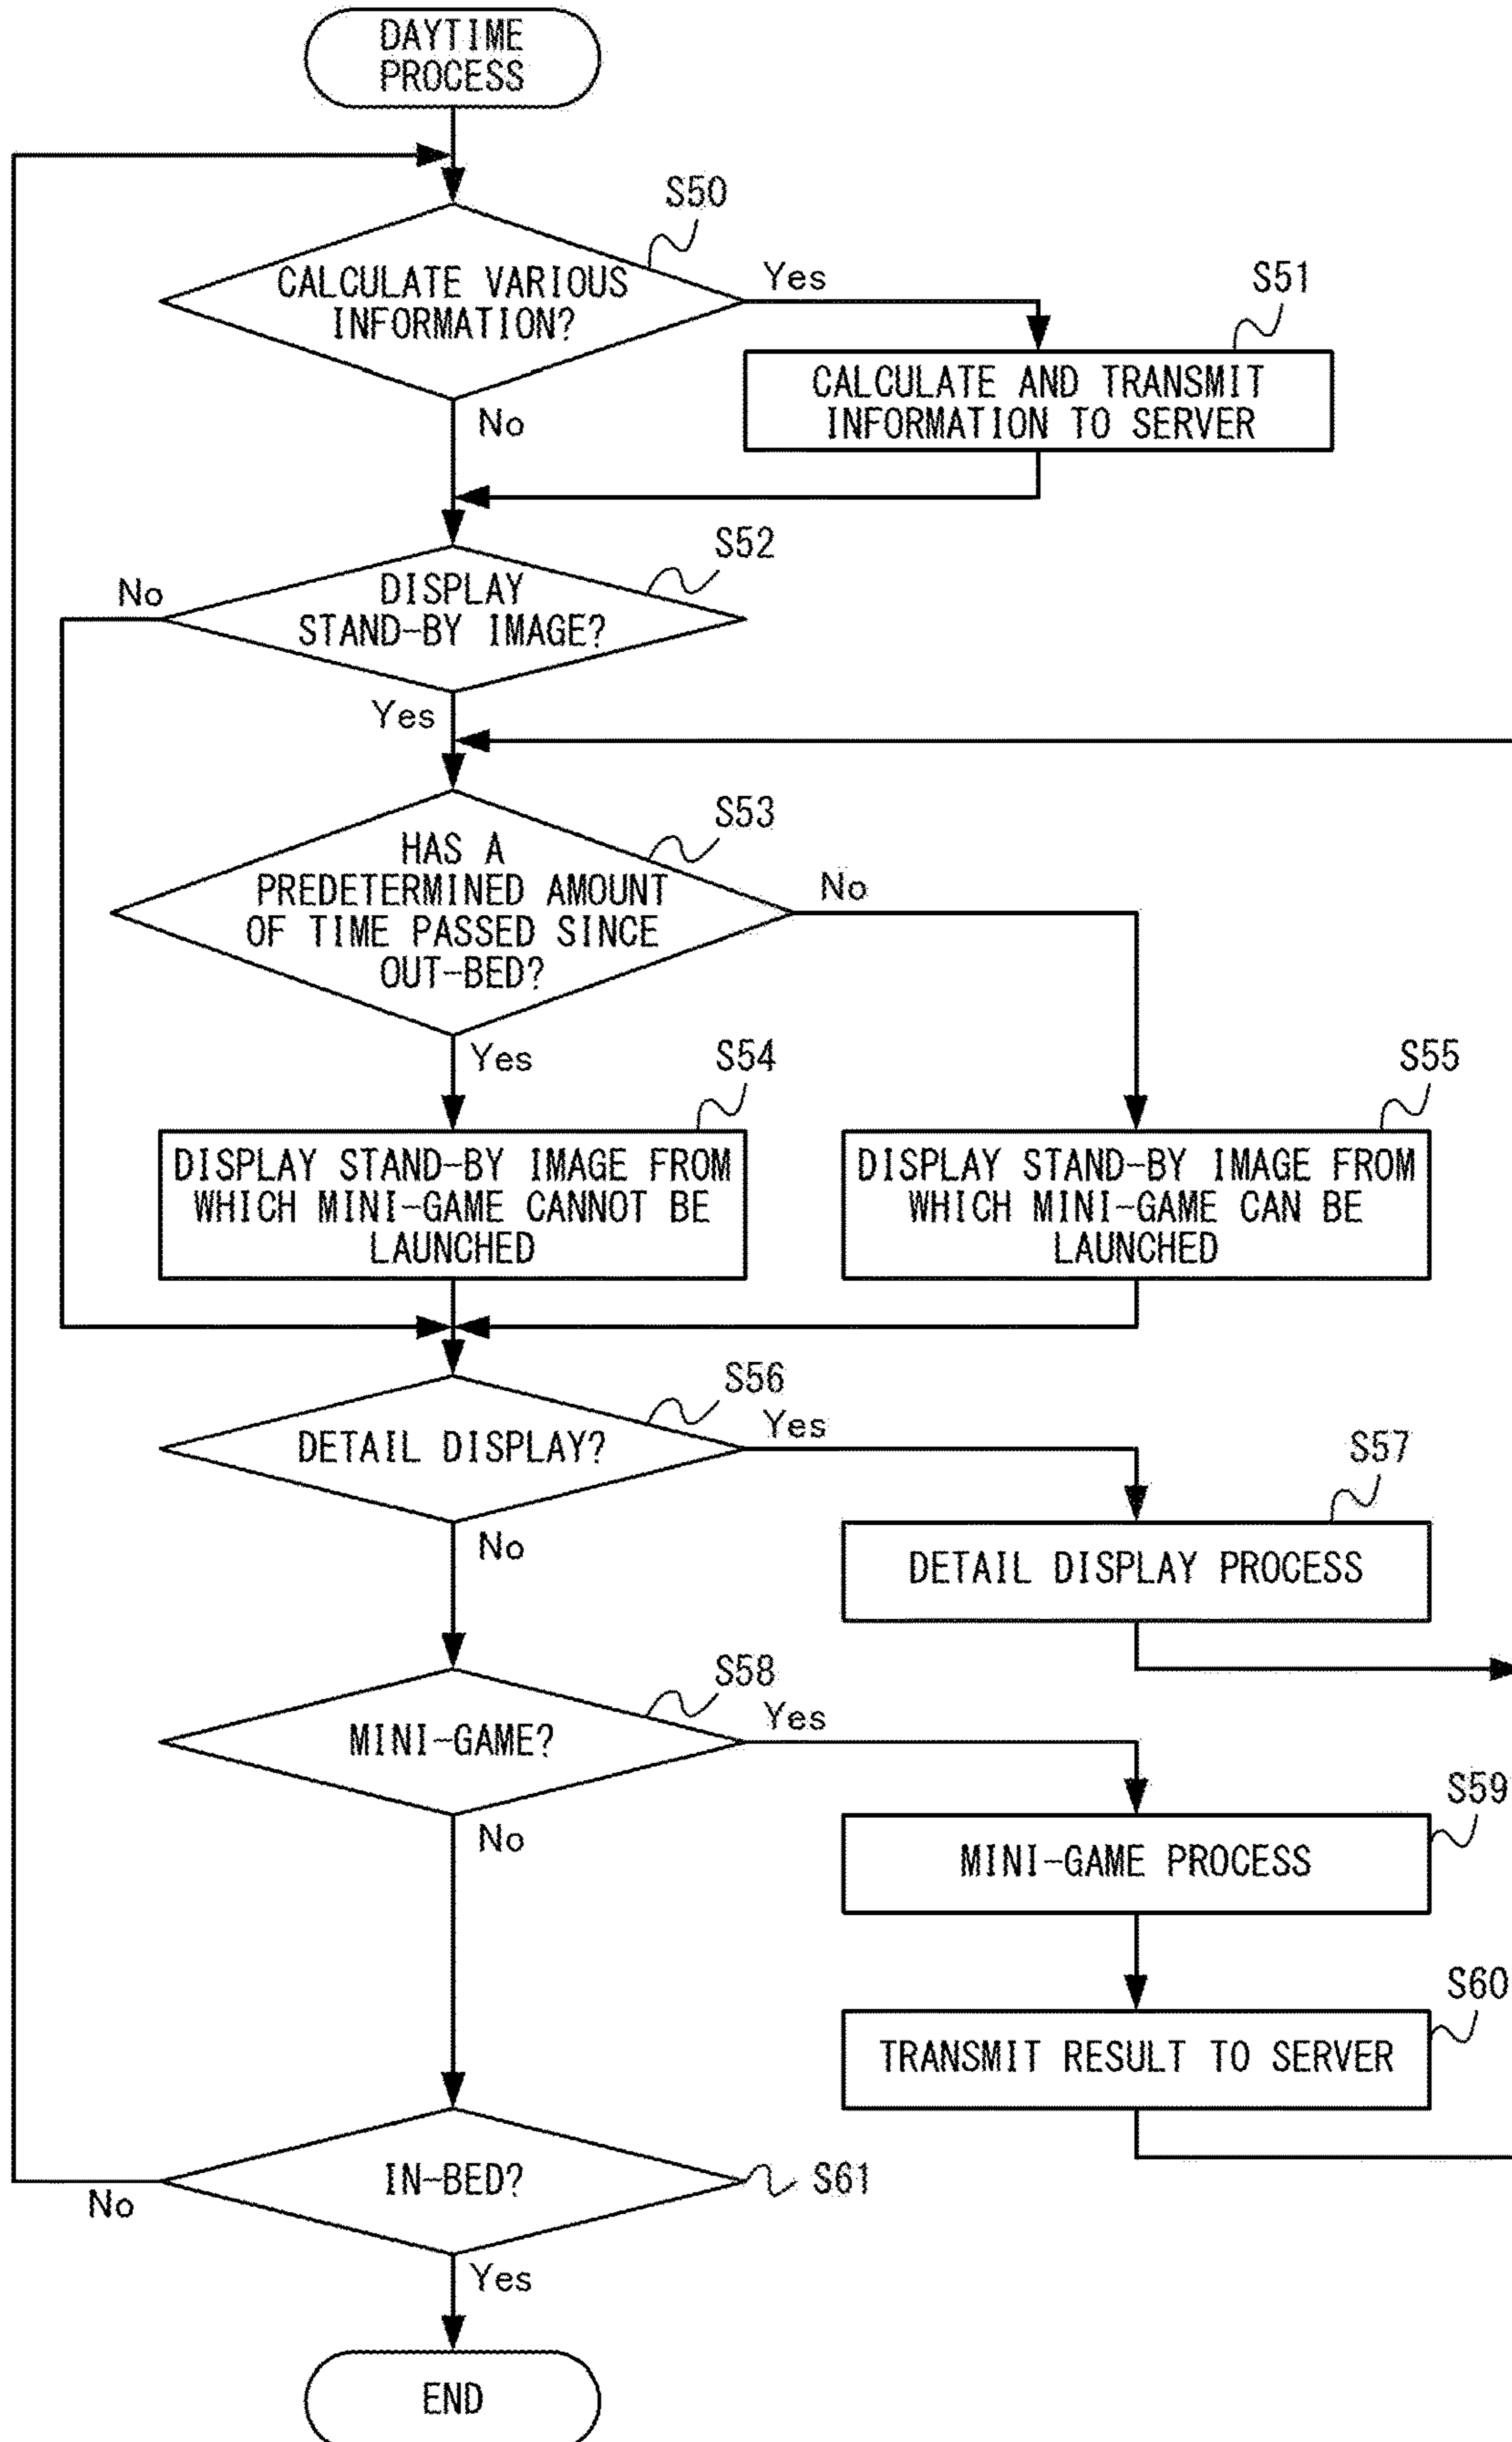 DAYTIME
PROCESS
S50
CALCULATE VARIOUS
INFORMATION?
Yes
No
S51
CALCULATE AND TRANSMIT
INFORMATION TO SERVER
S52
DISPLAY
STAND-BY IMAGE?
No
Yes
S53
HAS A
PREDETERMINED AMOUNT
OF TIME PASSED SINCE
OUT-BED?
No
Yes
S54
DISPLAY STAND-BY IMAGE FROM
WHICH MINI-GAME CANNOT BE
LAUNCHED
S55
DISPLAY STAND-BY IMAGE FROM
WHICH MINI-GAME CAN BE
LAUNCHED
S56
DETAIL DISPLAY?
Yes
No
S57
DETAIL DISPLAY PROCESS
S58
MINI-GAME?
Yes
No
S59
MINI-GAME PROCESS
S60
TRANSMIT RESULT TO SERVER
IN-BED?
S61
No
Yes
END